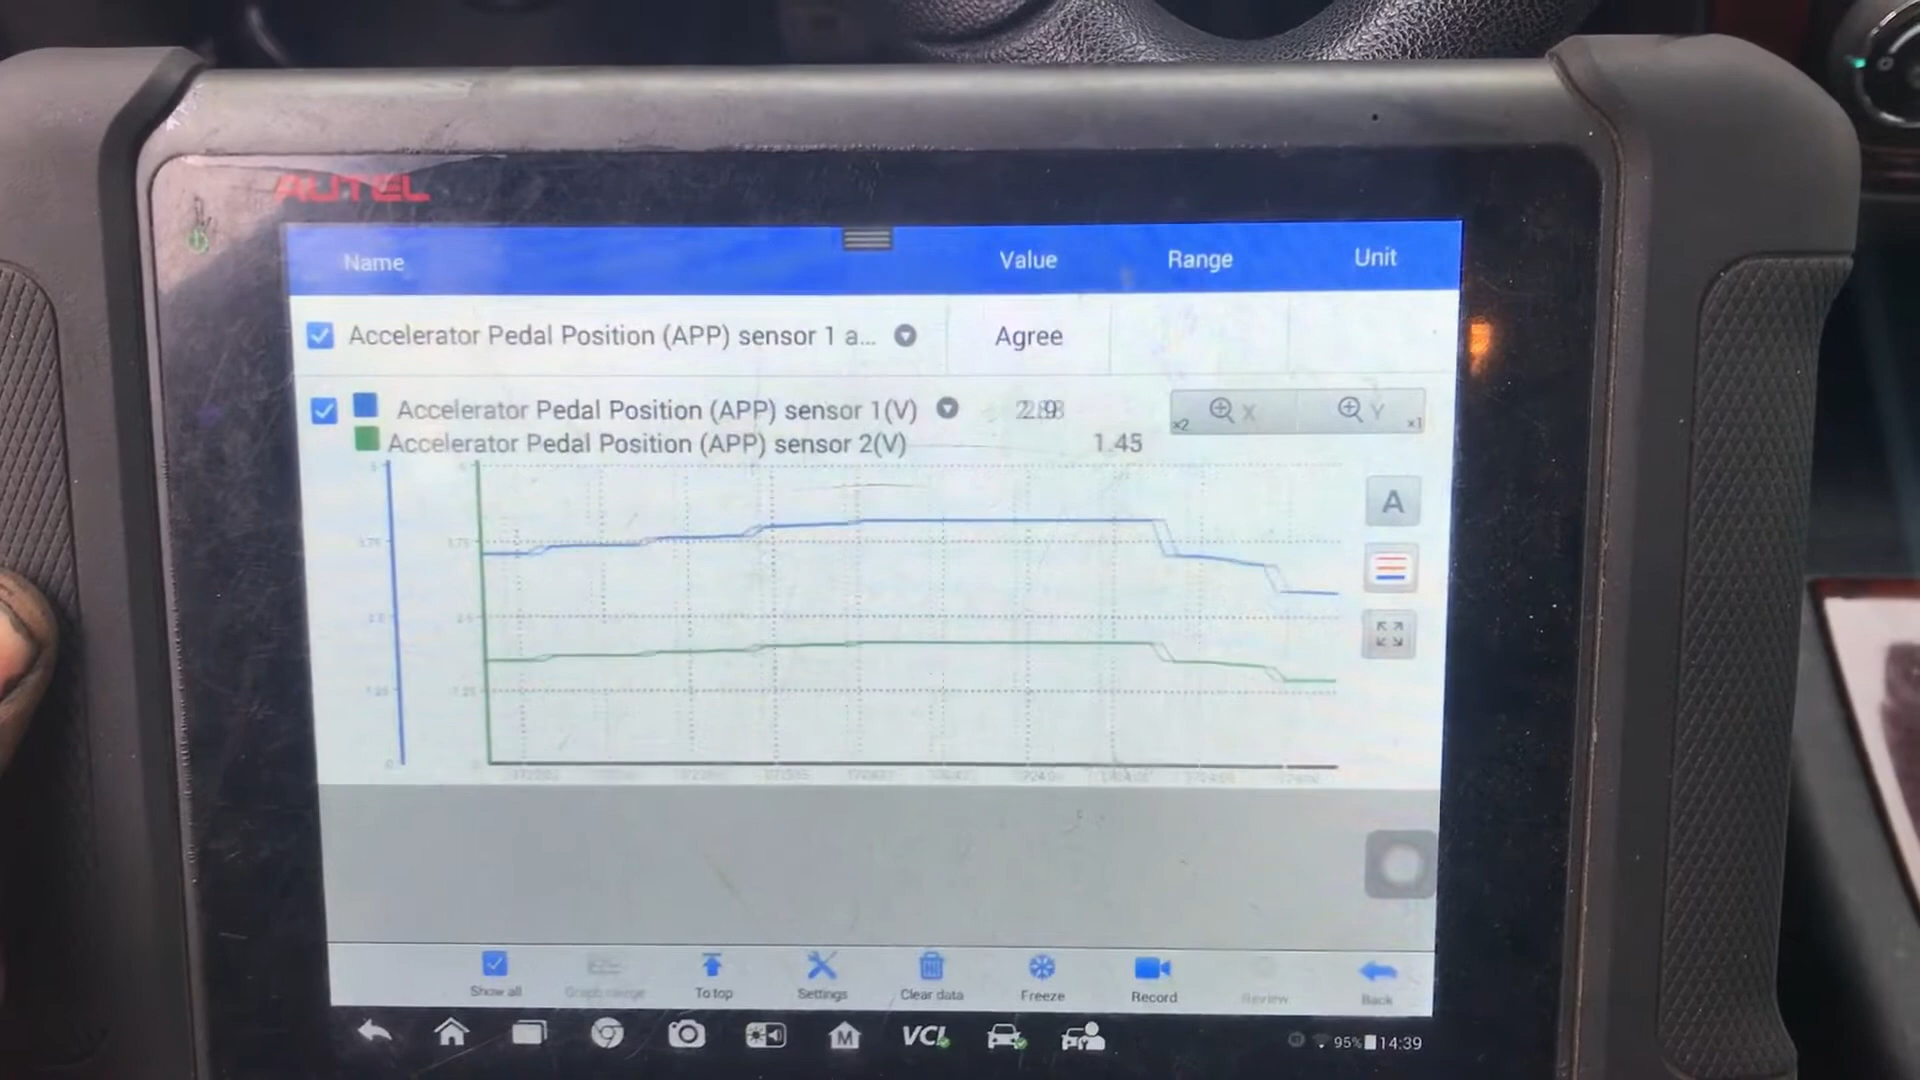 AUTEL
Name Value Range Unit
Accelerator Pedal Position (APP) sensor 1 a... Agree
Accelerator Pedal Position (APP) sensor 1(V)
x2 X Y x1
Accelerator Pedal Position (APP) sensor 2(V) 1.45
A
Show all To top Settings Clear data Freeze Record Review Back
M VCI 95% 14:39